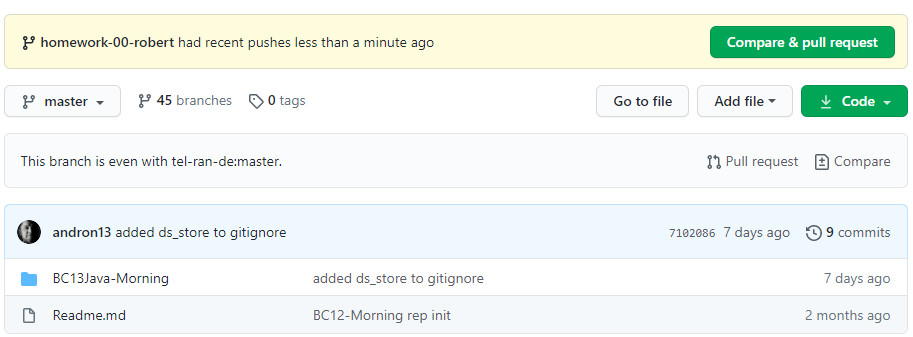 homework-00-robert had recent pushes less than a minute ago Compare & pull request
master 45 branches 0 tags Go to file Add file Code
This branch is even with tel-ran-de:master. Pull request Compare
andron13 added ds_store to gitignore 7102086 7 days ago 9 commits
BC13Java-Morning added ds_store to gitignore 7 days ago
Readme.md BC12-Morning rep init 2 months ago